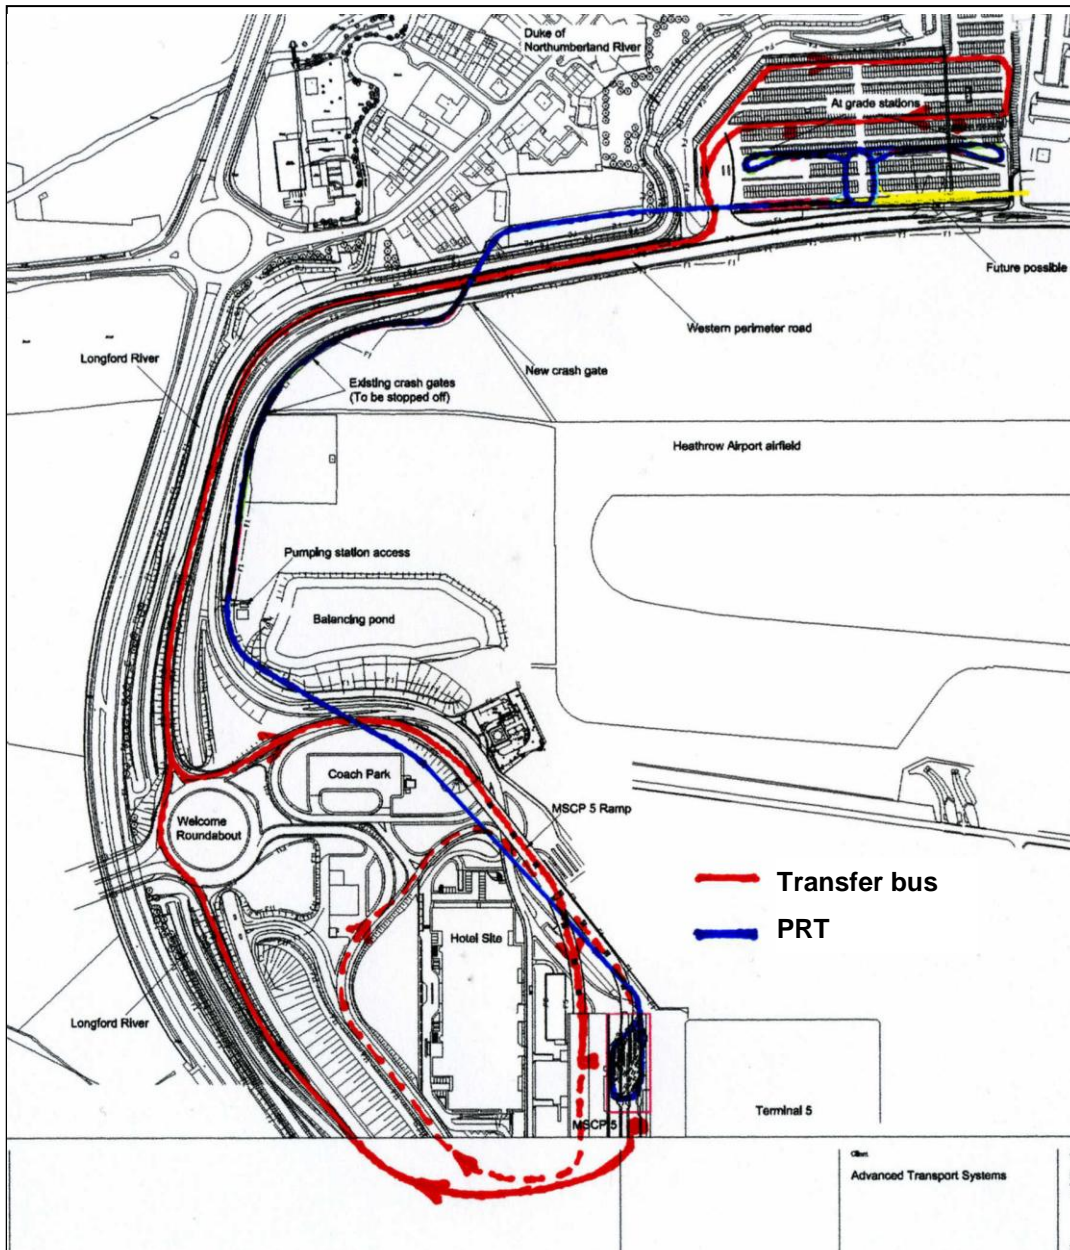 Duke of
Northumberland River
At grade stations
Future possible
Western perimeter road
Longford River
New crash gate
Existing crash gates
(To be stopped off)
Heathrow Airport airfield
Pumping station access
Balancing pond
Coach Park
MSCP 5 Ramp
Welcome
Roundabout
Transfer bus
PRT
Hotel Site
Longford River
Terminal 5
MSCP 5
Client
Advanced Transport Systems